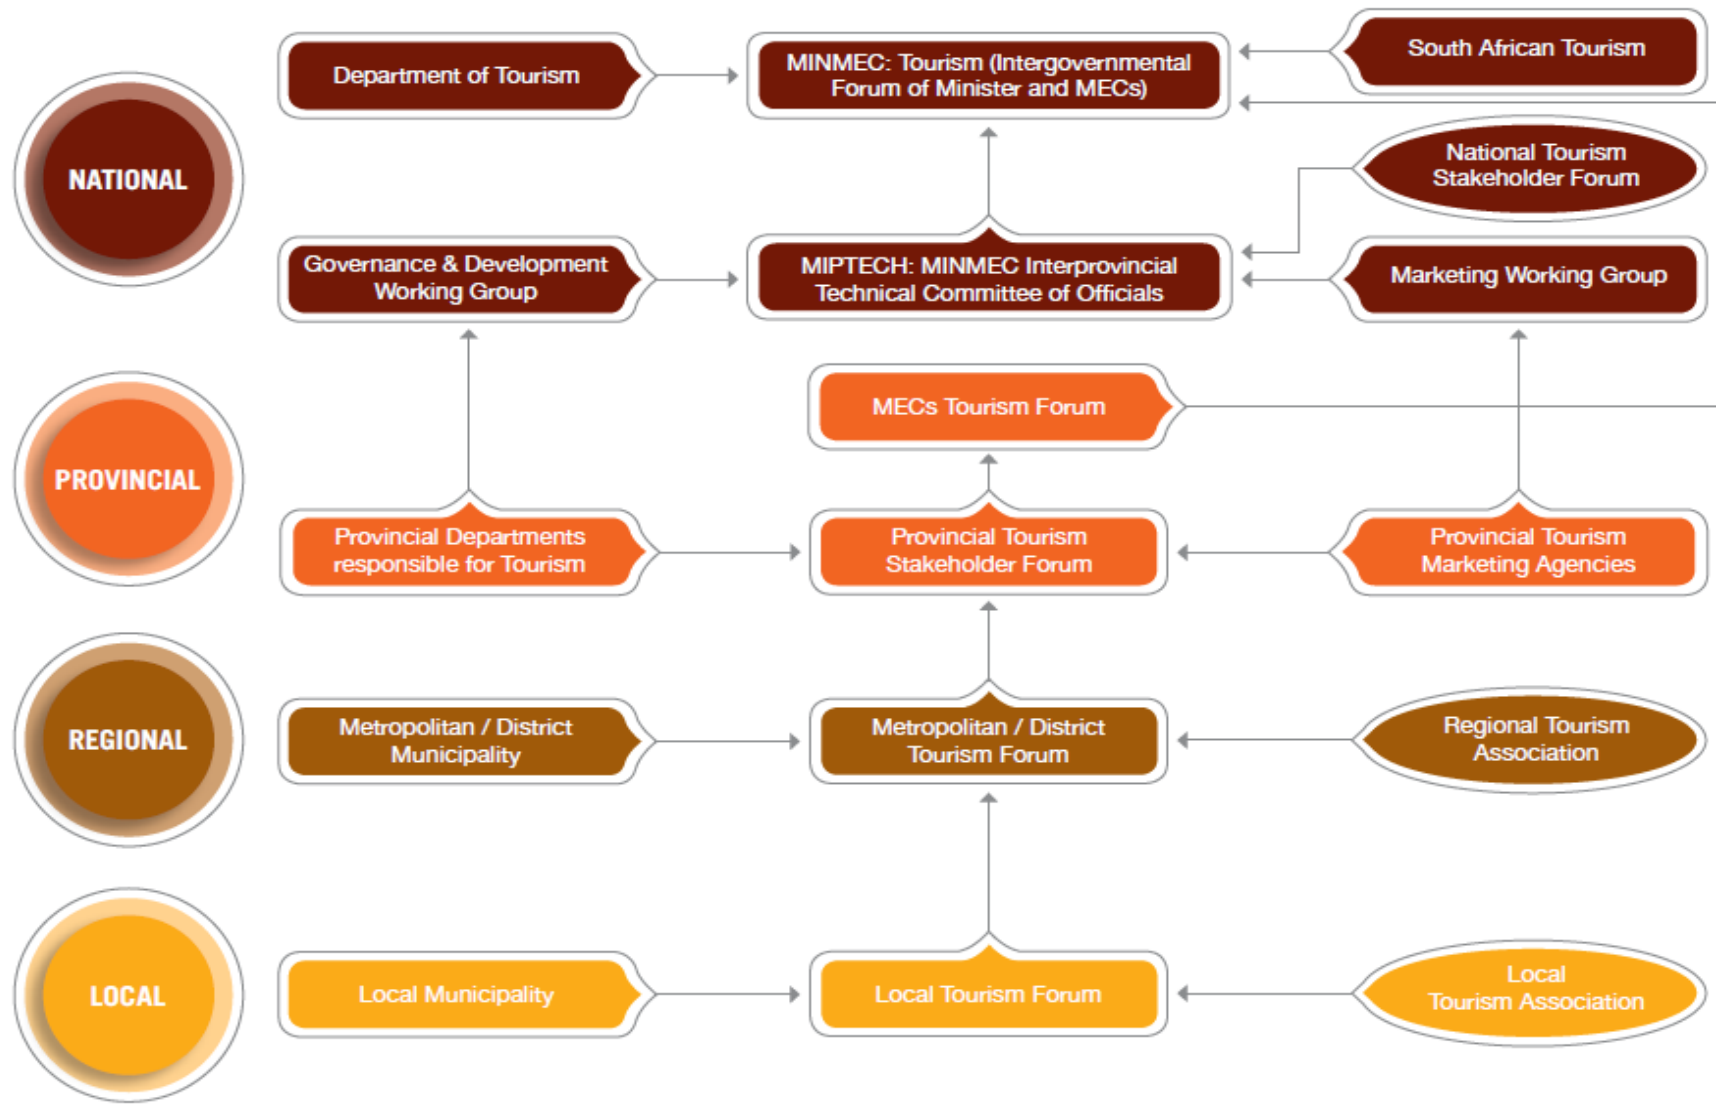 Department of Tourism
MINMEC: Tourism (Intergovernmental
Forum of Minister and MECs)
South African Tourism
NATIONAL
National Tourism
Stakeholder Forum
Governance & Development
Working Group
MIPTECH: MINMEC Interprovincial
Technical Committee of Officials
Marketing Working Group
MECs Tourism Forum
PROVINCIAL
Provincial Departments
responsible for Tourism
Provincial Tourism
Stakeholder Forum
Provincial Tourism
Marketing Agencies
REGIONAL
Metropolitan / District
Municipality
Metropolitan / District
Tourism Forum
Regional Tourism
Association
LOCAL
Local Municipality
Local Tourism Forum
Local
Tourism Association